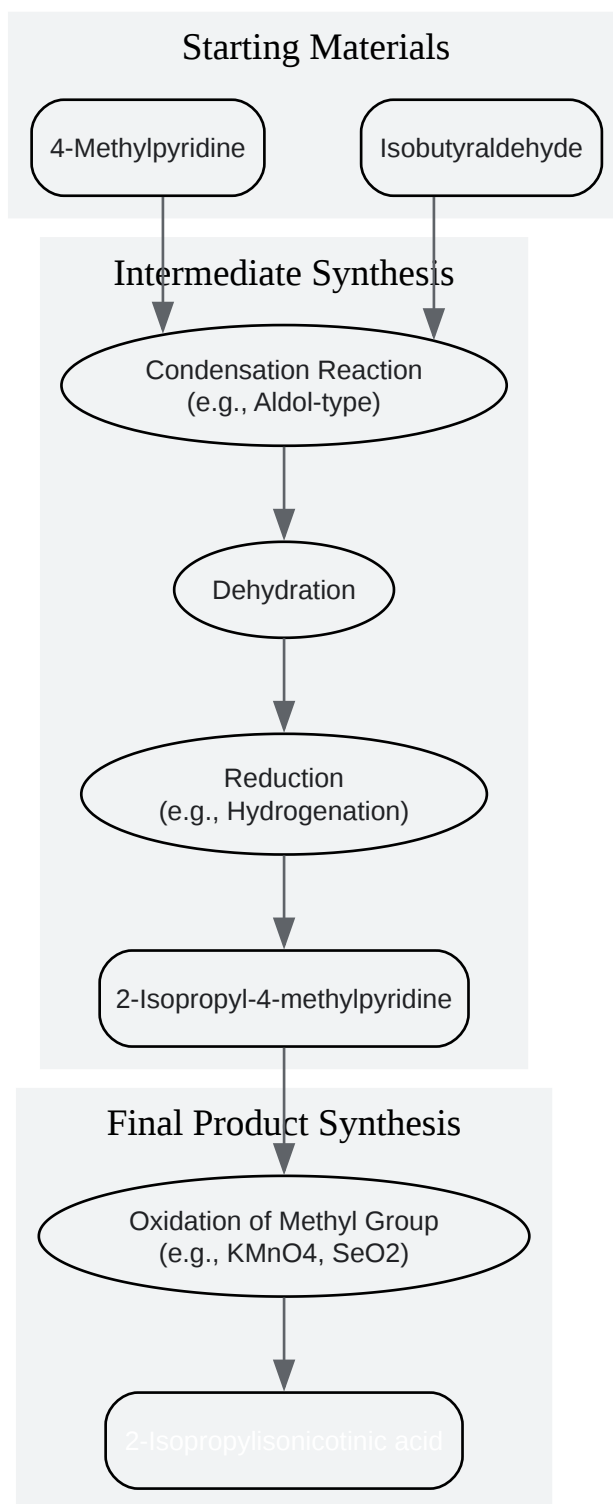 Starting Materials
4-Methylpyridine
Isobutyraldehyde
Intermediate Synthesis
Condensation Reaction
(e.g., Aldol-type)
Dehydration
Reduction
(e.g., Hydrogenation)
2-Isopropyl-4-methylpyridine
Final Product Synthesis
Oxidation of Methyl Group
(e.g., KMnO4, SeO2)
2-Isopropylisonicotinic acid